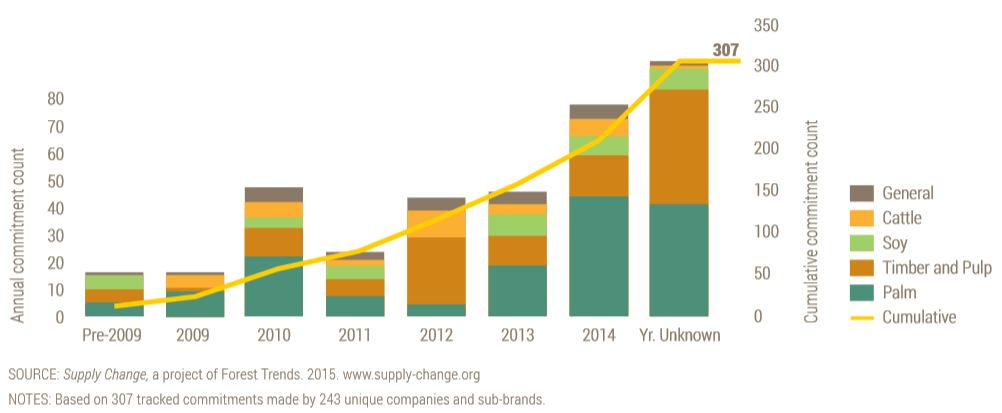 350
307
300
80
250
70
60
200
50
150
40
30
100
20
50
10
0
0
Annual commitment count
Cumulative commitment count
General
Cattle
Soy
Timber and Pulp
Palm
Cumulative
Pre-2009 2009 2010 2011 2012 2013 2014 Yr. Unknown
SOURCE: Supply Change, a project of Forest Trends. 2015. www.supply-change.org
NOTES: Based on 307 tracked commitments made by 243 unique companies and sub-brands.